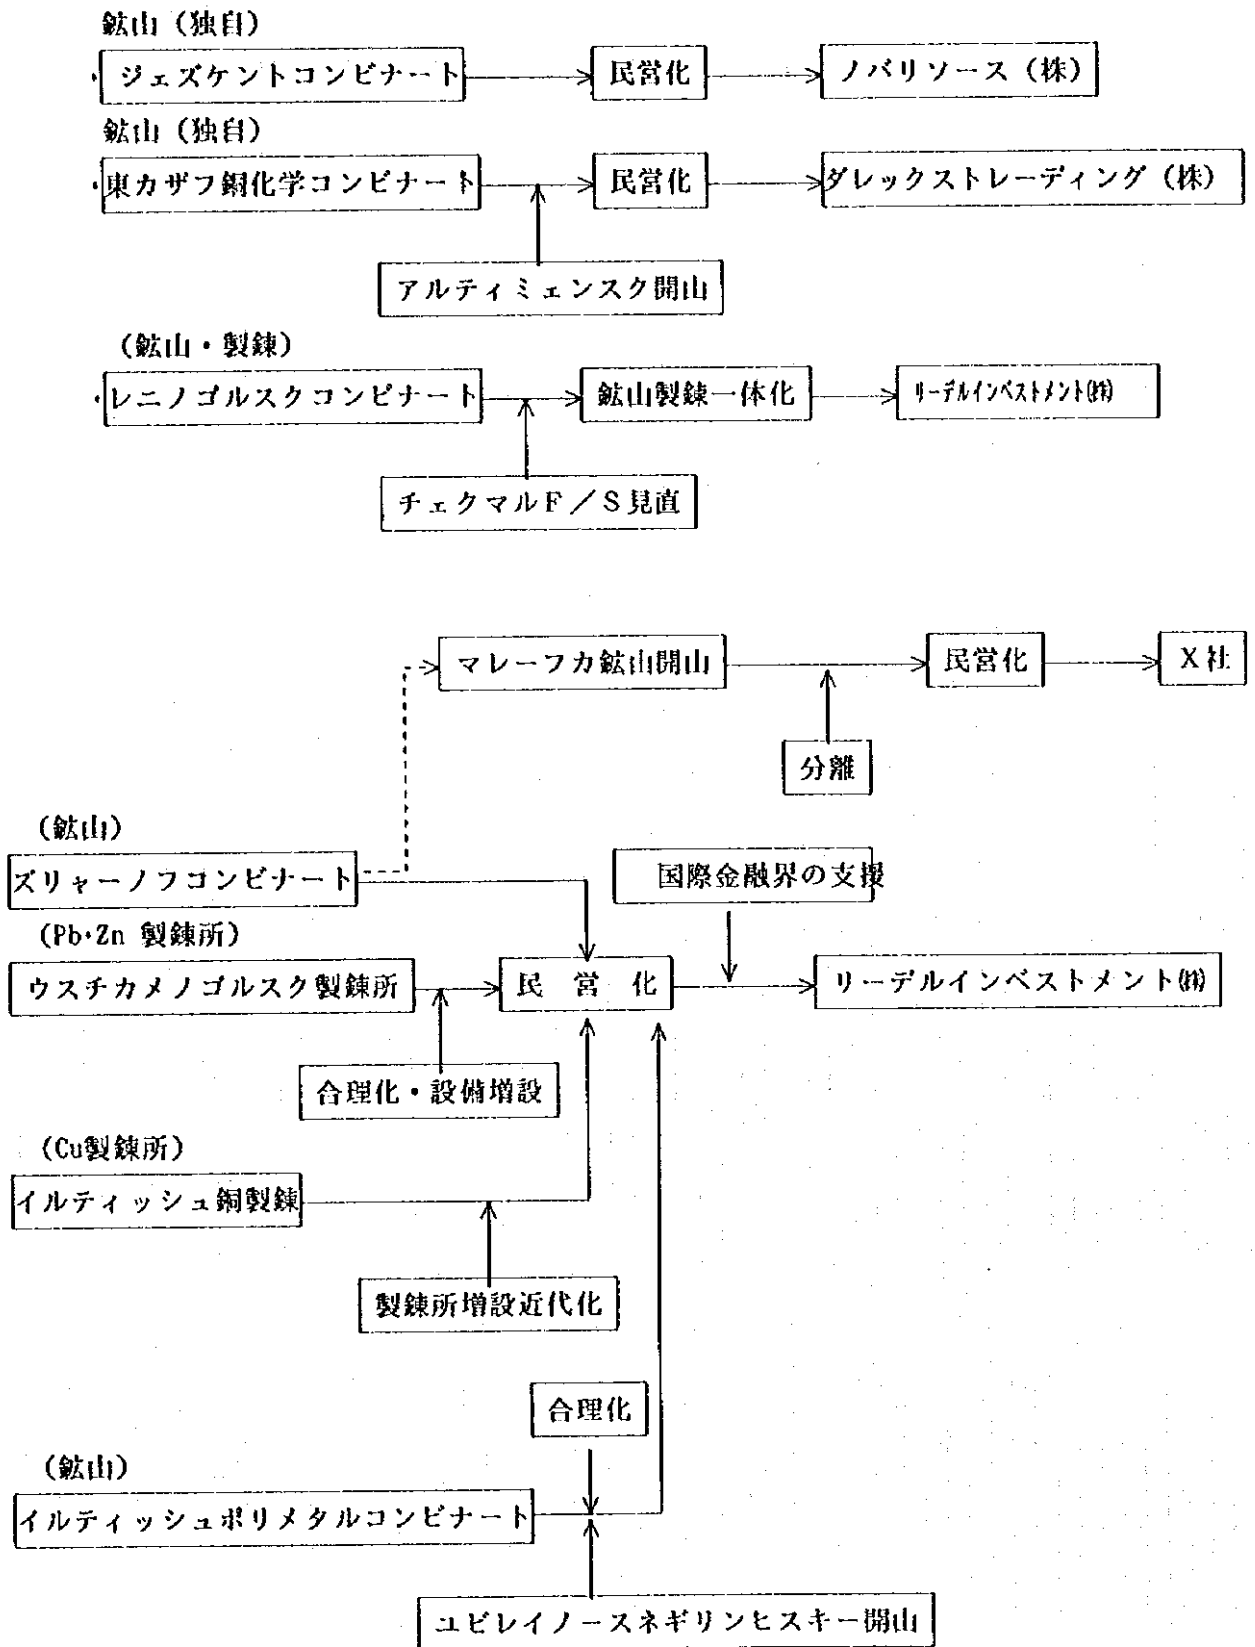 鉱山（独自）
ジェズケントコンビナート
民営化
ノバリソース（株）
鉱山（独自）
東カザフ銅化学コンビナート
民営化
ダレックストレーディング（株）
アルティミェンスク開山
（鉱山・製錬）
レニノゴルスクコンビナート
鉱山製錬一体化
リーデルインベストメント㈱
チェクマルF／S見直
マレーフカ鉱山開山
民営化
X社
分離
（鉱山）
ズリャーノフコンビナート
国際金融界の支援
（Pb・Zn 製錬所）
ウスチカメノゴルスク製錬所
民営化
リーデルインベストメント㈱
合理化・設備増設
（Cu製錬所）
イルティッシュ銅製錬
製錬所増設近代化
合理化
（鉱山）
イルティッシュポリメタルコンビナート
ユビレイノースネギリンヒスキー開山